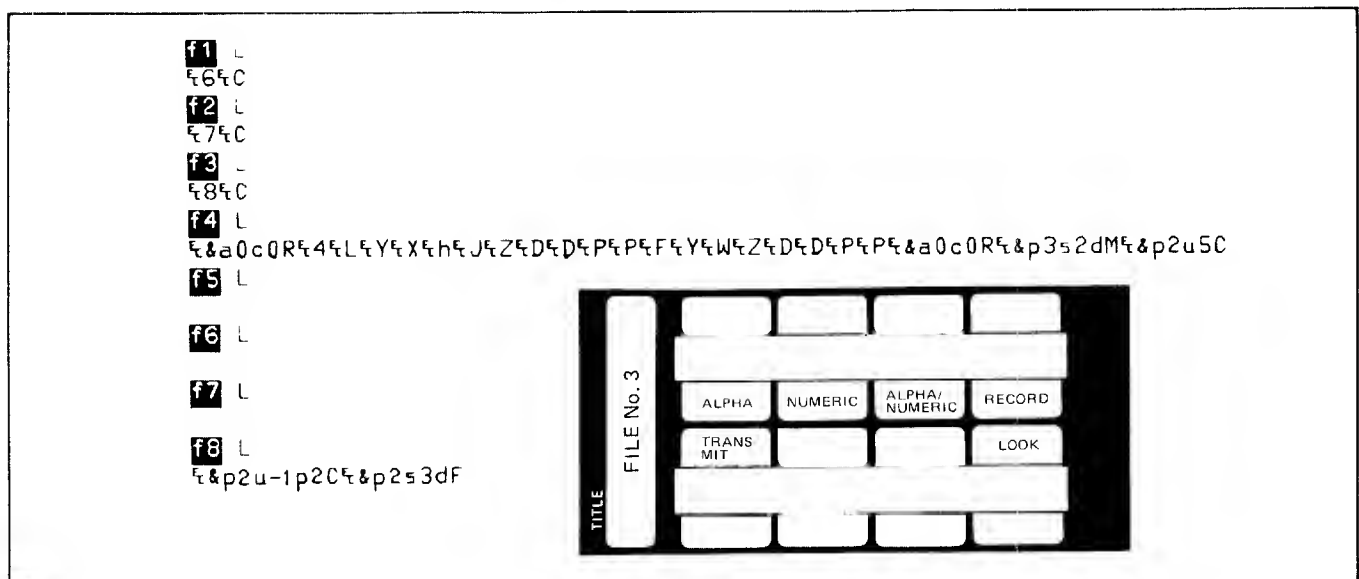 f1 L
␛6␛C
f2 L
␛7␛C
f3 L
␛8␛C
f4 L
␛&a0c0R␛4␛L␛Y␛X␛h␛J␛Z␛D␛D␛P␛P␛F␛Y␛W␛Z␛D␛D␛P␛P␛&a0c0R␛&p3s2dM␛&p2u5C
f5 L
f6 L
f7 L
f8 L
␛&p2u-1p2C␛&p2s3dF
TITLE
FILE No. 3
ALPHA NUMERIC ALPHA/
NUMERIC RECORD
TRANS
MIT LOOK